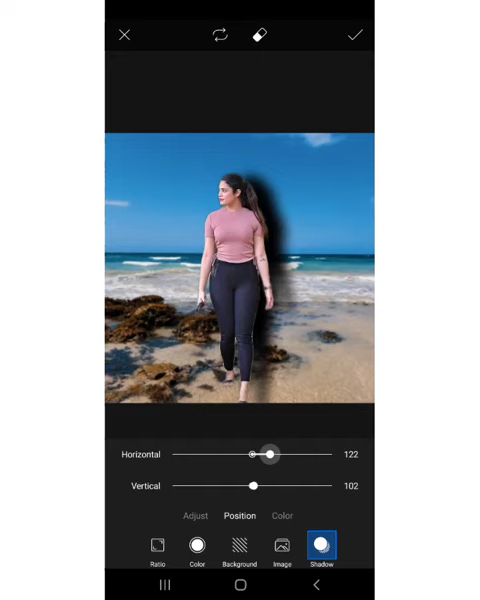 Horizontal 122
Vertical 102
Adjust Position Color
Ratio Color Background Image Shadow